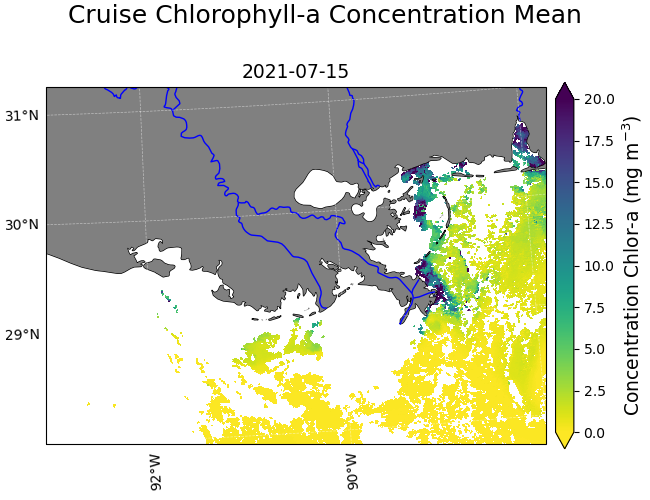 Cruise Chlorophyll-a Concentration Mean
2021-07-15
31°N
30°N
29°N
92°W
90°W
20.0
17.5
15.0
12.5
10.0
7.5
5.0
2.5
0.0
Concentration Chlor-a (mg m⁻³)